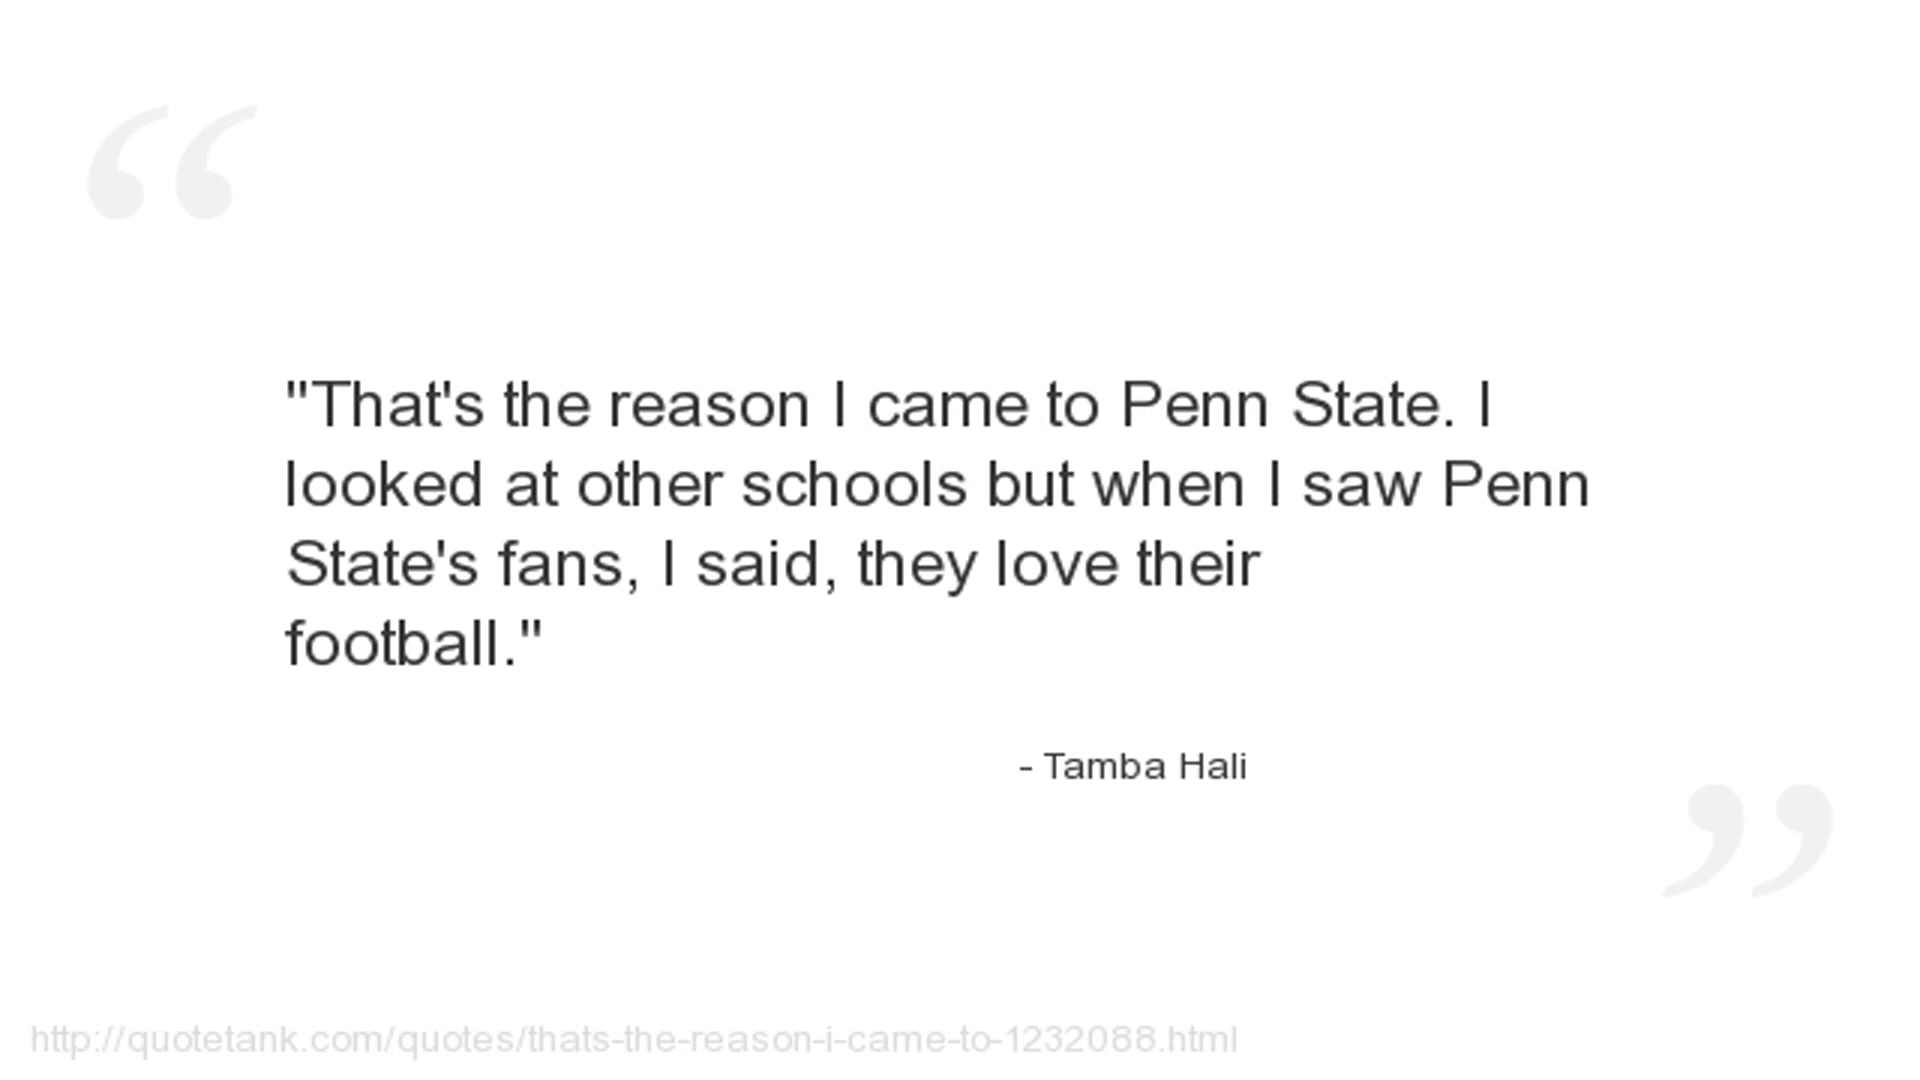 "That's the reason I came to Penn State. I
looked at other schools but when I saw Penn
State's fans, I said, they love their
football."
- Tamba Hali
http://quotetank.com/quotes/thats-the-reason-i-came-to-1232088.html